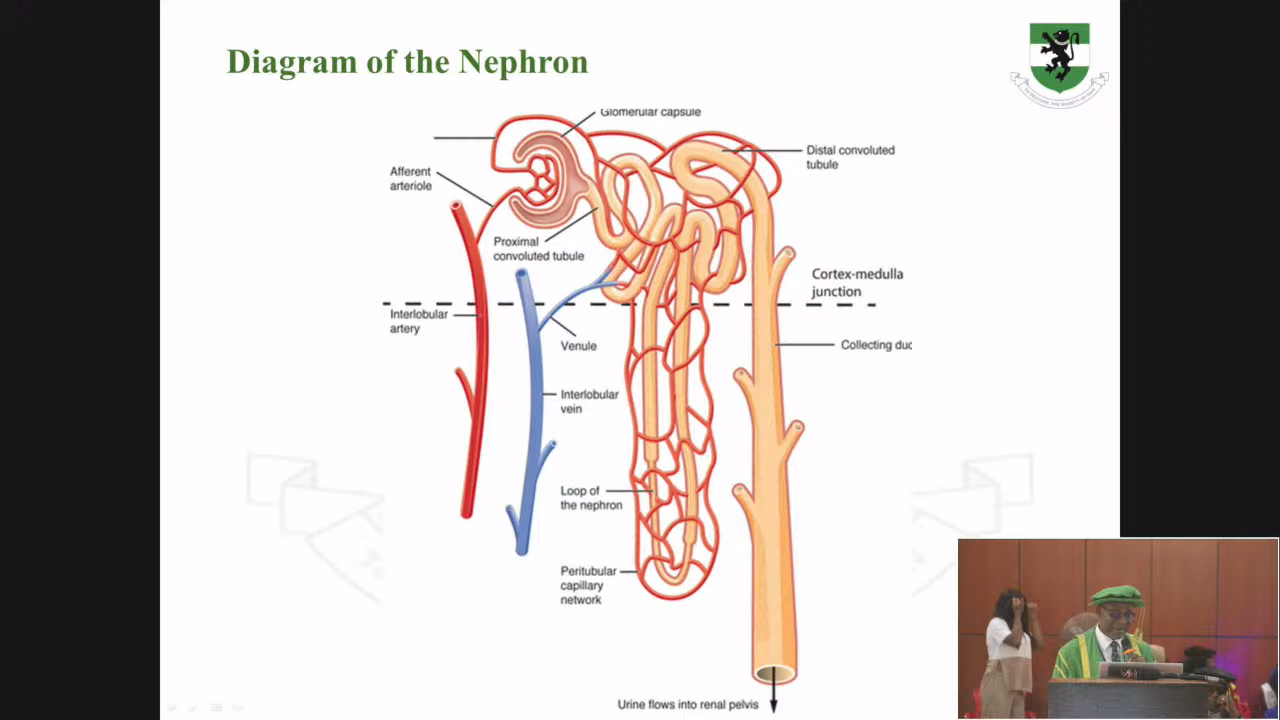 Diagram of the Nephron
Glomerular capsule
Distal convoluted
tubule
Afferent
arteriole
Proximal
convoluted tubule
Cortex-medulla
junction
Interlobular
artery
Venule
Collecting duc
Interlobular
vein
Loop of
the nephron
Peritubular
capillary
network
Urine flows into renal pelvis